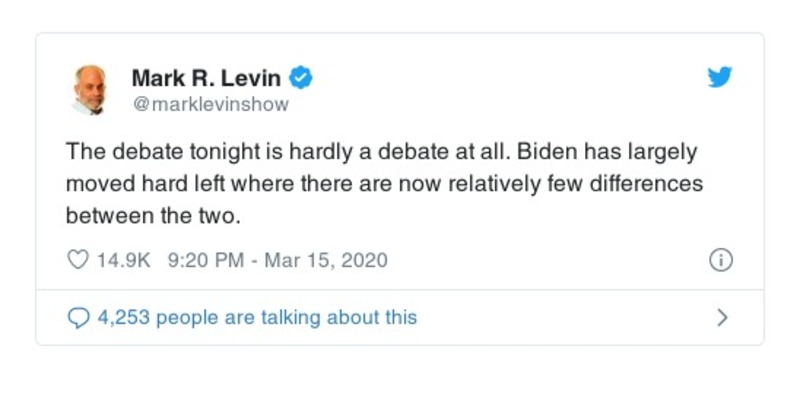 Mark R. Levin
@marklevinshow
The debate tonight is hardly a debate at all. Biden has largely
moved hard left where there are now relatively few differences
between the two.
14.9K 9:20 PM - Mar 15, 2020
4,253 people are talking about this